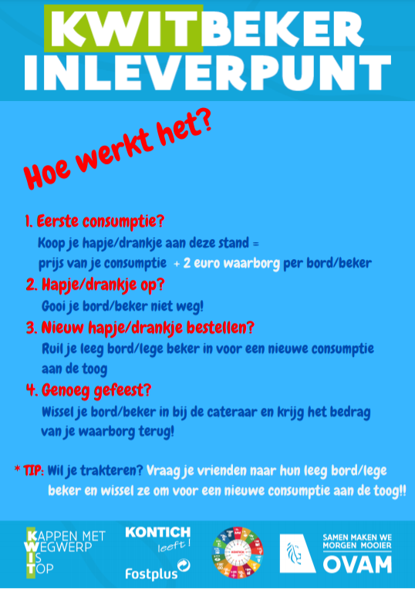 KWITBEKER
INLEVERPUNT
Hoe werkt het?
1. Eerste consumptie?
Koop je hapje/drankje aan deze stand =
prijs van je consumptie + 2 euro waarborg per bord/beker
2. Hapje/drankje op?
Gooi je bord/beker niet weg!
3. Nieuw hapje/drankje bestellen?
Ruil je leeg bord/lege beker in voor een nieuwe consumptie
aan de toog
4. Genoeg gefeest?
Wissel je bord/beker in bij de cateraar en krijg het bedrag
van je waarborg terug!
* TIP: Wil je trakteren? Vraag je vrienden naar hun leeg bord/lege
beker en wissel ze om voor een nieuwe consumptie aan de toog!!
KAPPEN MET
WEGWERP
IS
TOP
KONTICH
leeft!
Fostplus
SAMEN MAKEN WE
MORGEN MOOIER
OVAM